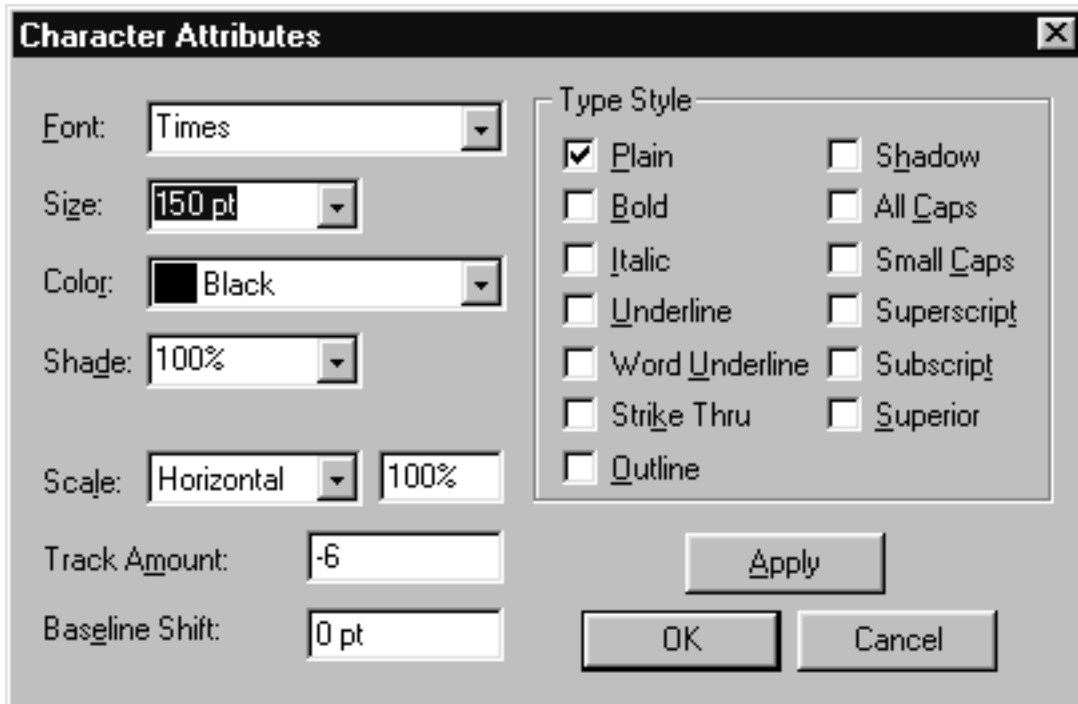 Character Attributes
Font: Times
Size: 150 pt
Color: Black
Shade: 100%
Scale: Horizontal 100%
Track Amount: -6
Baseline Shift: 0 pt
Type Style
Plain
Bold
Italic
Underline
Word Underline
Strike Thru
Outline
Shadow
All Caps
Small Caps
Superscript
Subscript
Superior
Apply
OK
Cancel